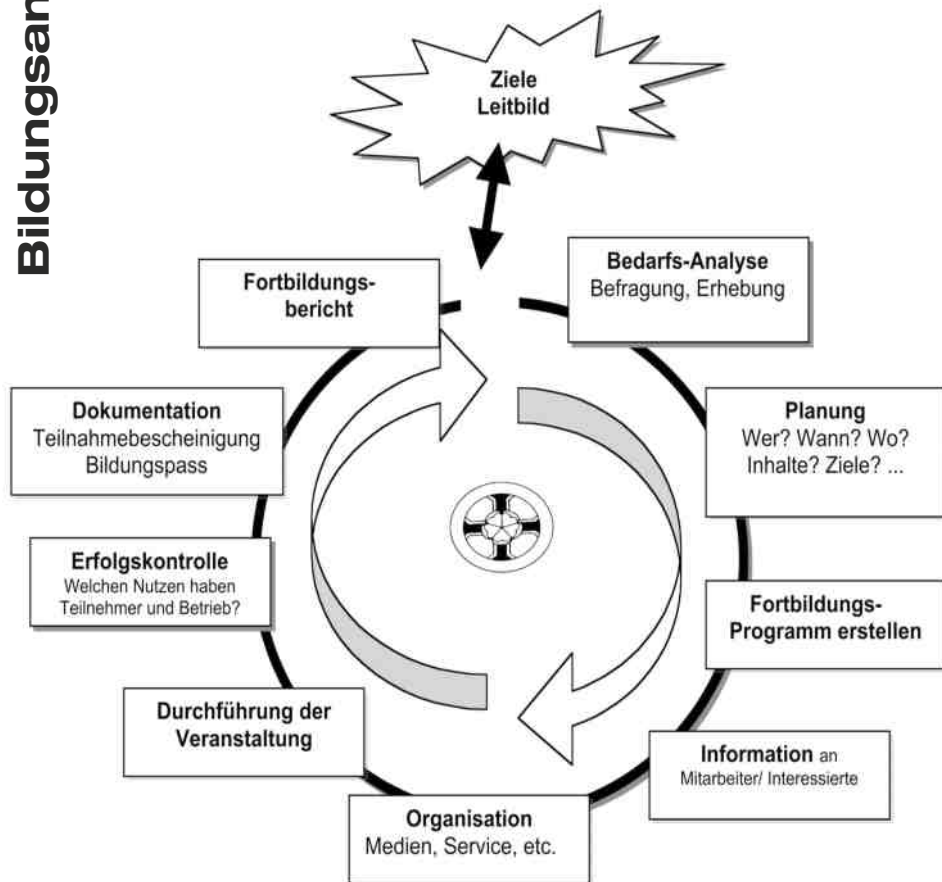 Ziele
Leitbild
Bedarfs-Analyse
Befragung, Erhebung
Planung
Wer? Wann? Wo?
Inhalte? Ziele? ...
Fortbildungs-
Programm erstellen
Information an
Mitarbeiter/ Interessierte
Organisation
Medien, Service, etc.
Durchführung der
Veranstaltung
Erfolgskontrolle
Welchen Nutzen haben
Teilnehmer und Betrieb?
Dokumentation
Teilnahmebescheinigung
Bildungspass
Fortbildungs-
bericht